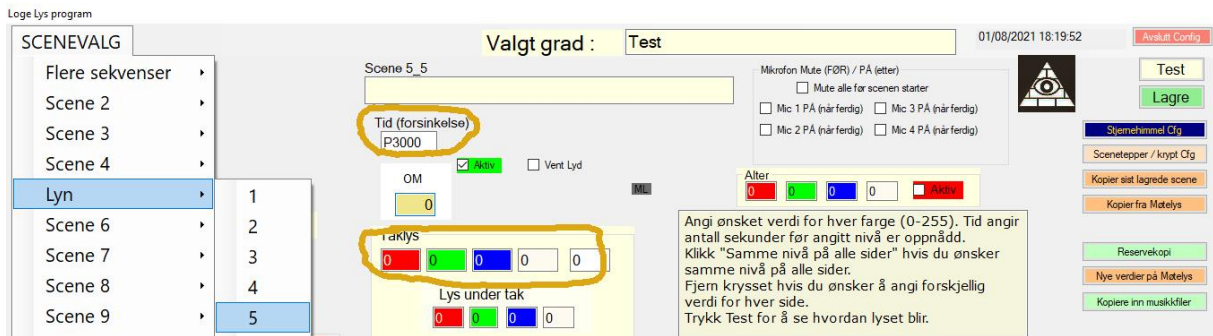 Loge Lys program
SCENEVALG
Valgt grad :
Test
01/08/2021 18:19:52
Avslutt Config
Flere sekvenser
Scene 2
Scene 3
Scene 4
Lyn
Scene 6
Scene 7
Scene 8
Scene 9
1
2
3
4
5
Scene 5_5
Tid (forsinkelse)
P3000
Aktiv
Vent Lyd
OM
0
ML
Taklys
0 0 0 0 0
Lys under tak
0 0 0 0
Mikrofon Mute (FØR) / PÅ (etter)
Mute alle før scenen starter
Mic 1 PÅ (når ferdig) Mic 3 PÅ (når ferdig)
Mic 2 PÅ (når ferdig) Mic 4 PÅ (når ferdig)
Alter
0 0 0 0 Aktiv
Angi ønsket verdi for hver farge (0-255). Tid angir
antall sekunder før angitt nivå er oppnådd.
Klikk "Samme nivå på alle sider" hvis du ønsker
samme nivå på alle sider.
Fjern krysset hvis du ønsker å angi forskjellig
verdi for hver side.
Trykk Test for å se hvordan lyset blir.
Test
Lagre
Stjernehimmel Cfg
Scenetepper / krypt Cfg
Kopier sist lagrede scene
Kopier fra Møtelys
Reservekopi
Nye verdier på Møtelys
Kopiere inn musikkfiler